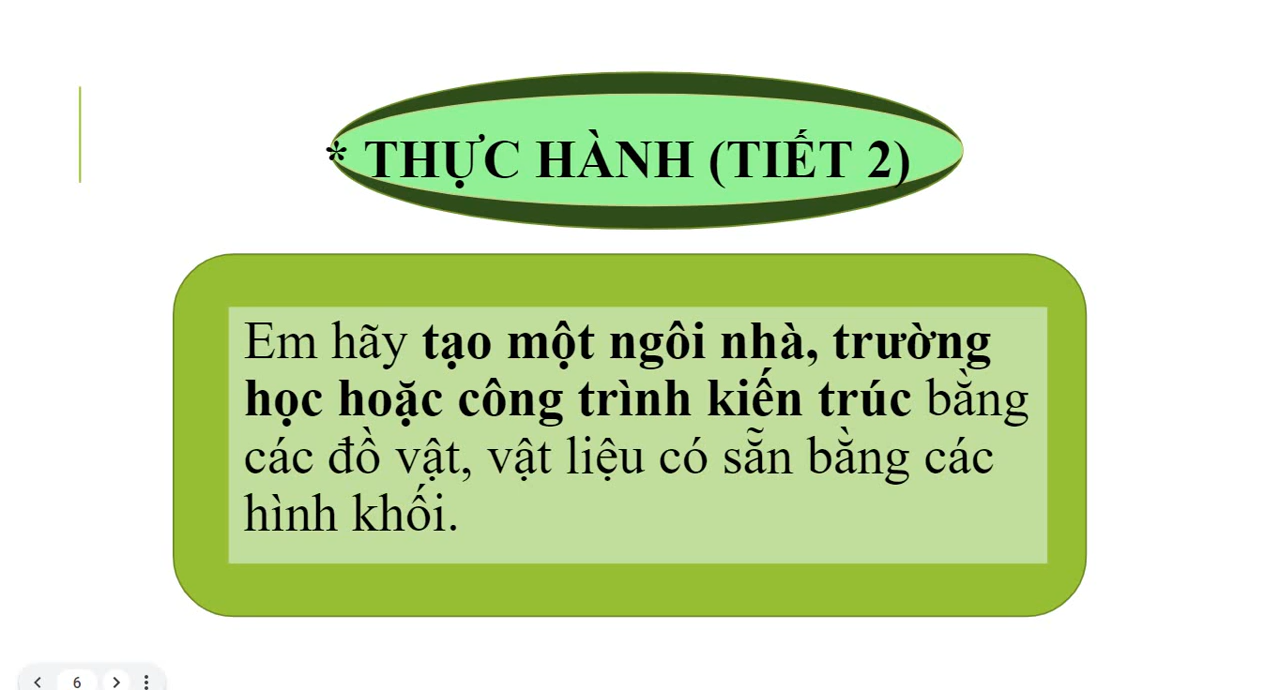 * THỰC HÀNH (TIẾT 2)
Em hãy tạo một ngôi nhà, trường
học hoặc công trình kiến trúc bằng
các đồ vật, vật liệu có sẵn bằng các
hình khối.
6